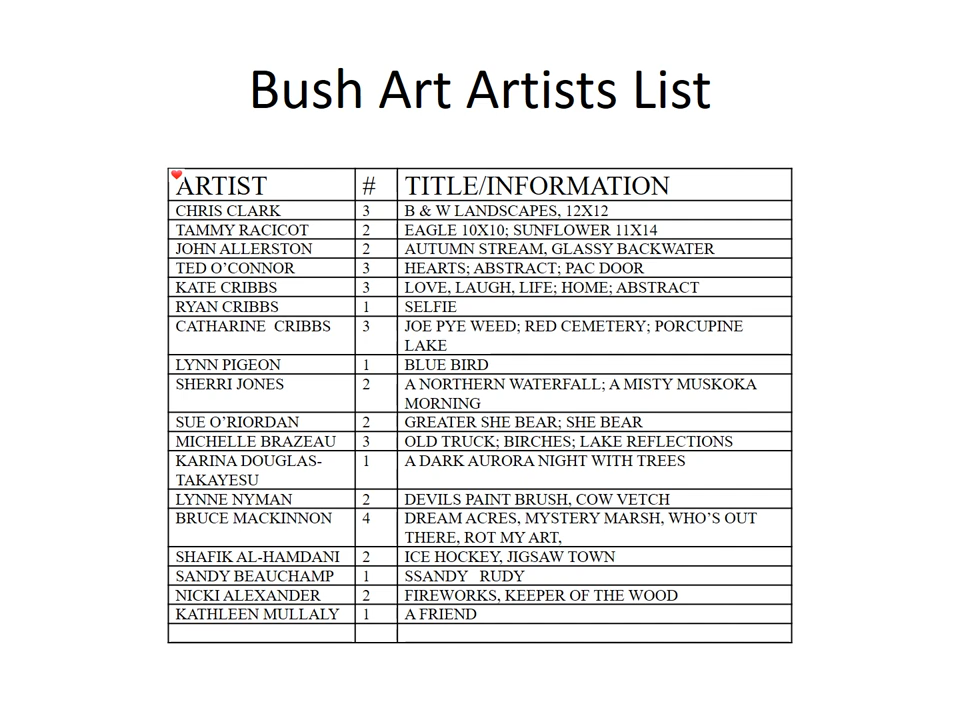 Bush Art Artists List
ARTIST # TITLE/INFORMATION
CHRIS CLARK 3 B & W LANDSCAPES, 12X12
TAMMY RACICOT 2 EAGLE 10X10; SUNFLOWER 11X14
JOHN ALLERSTON 2 AUTUMN STREAM, GLASSY BACKWATER
TED O’CONNOR 3 HEARTS; ABSTRACT; PAC DOOR
KATE CRIBBS 3 LOVE, LAUGH, LIFE; HOME; ABSTRACT
RYAN CRIBBS 1 SELFIE
CATHARINE CRIBBS 3 JOE PYE WEED; RED CEMETERY; PORCUPINE
LAKE
LYNN PIGEON 1 BLUE BIRD
SHERRI JONES 2 A NORTHERN WATERFALL; A MISTY MUSKOKA
MORNING
SUE O’RIORDAN 2 GREATER SHE BEAR; SHE BEAR
MICHELLE BRAZEAU 3 OLD TRUCK; BIRCHES; LAKE REFLECTIONS
KARINA DOUGLAS- 1 A DARK AURORA NIGHT WITH TREES
TAKAYESU
LYNNE NYMAN 2 DEVILS PAINT BRUSH, COW VETCH
BRUCE MACKINNON 4 DREAM ACRES, MYSTERY MARSH, WHO’S OUT
THERE, ROT MY ART,
SHAFIK AL-HAMDANI 2 ICE HOCKEY, JIGSAW TOWN
SANDY BEAUCHAMP 1 SSANDY RUDY
NICKI ALEXANDER 2 FIREWORKS, KEEPER OF THE WOOD
KATHLEEN MULLALY 1 A FRIEND